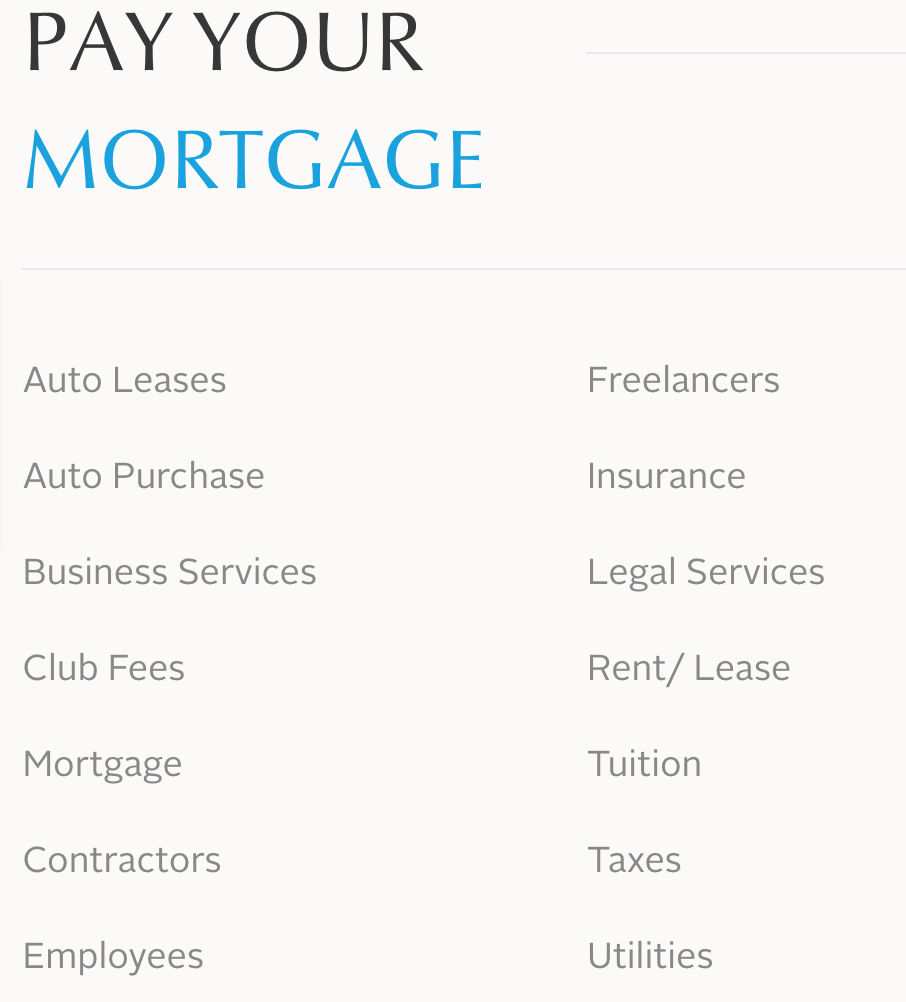 PAY YOUR
MORTGAGE
Auto Leases
Auto Purchase
Business Services
Club Fees
Mortgage
Contractors
Employees
Freelancers
Insurance
Legal Services
Rent/ Lease
Tuition
Taxes
Utilities